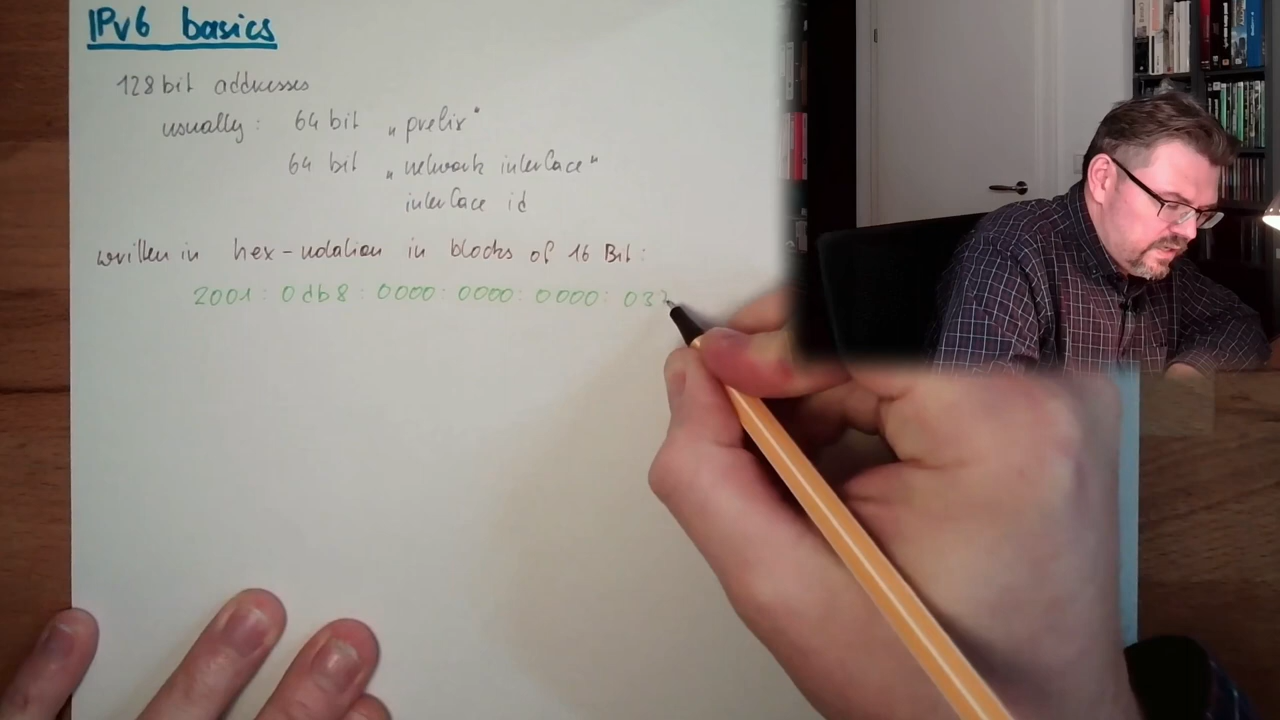 IPv6 basics
128 bit addresses
usually: 64 bit „prefix“
64 bit „network interface“
interface id
written in hex-notation in blocks of 16 Bit:
2001: 0db8: 0000: 0000: 0000: 03